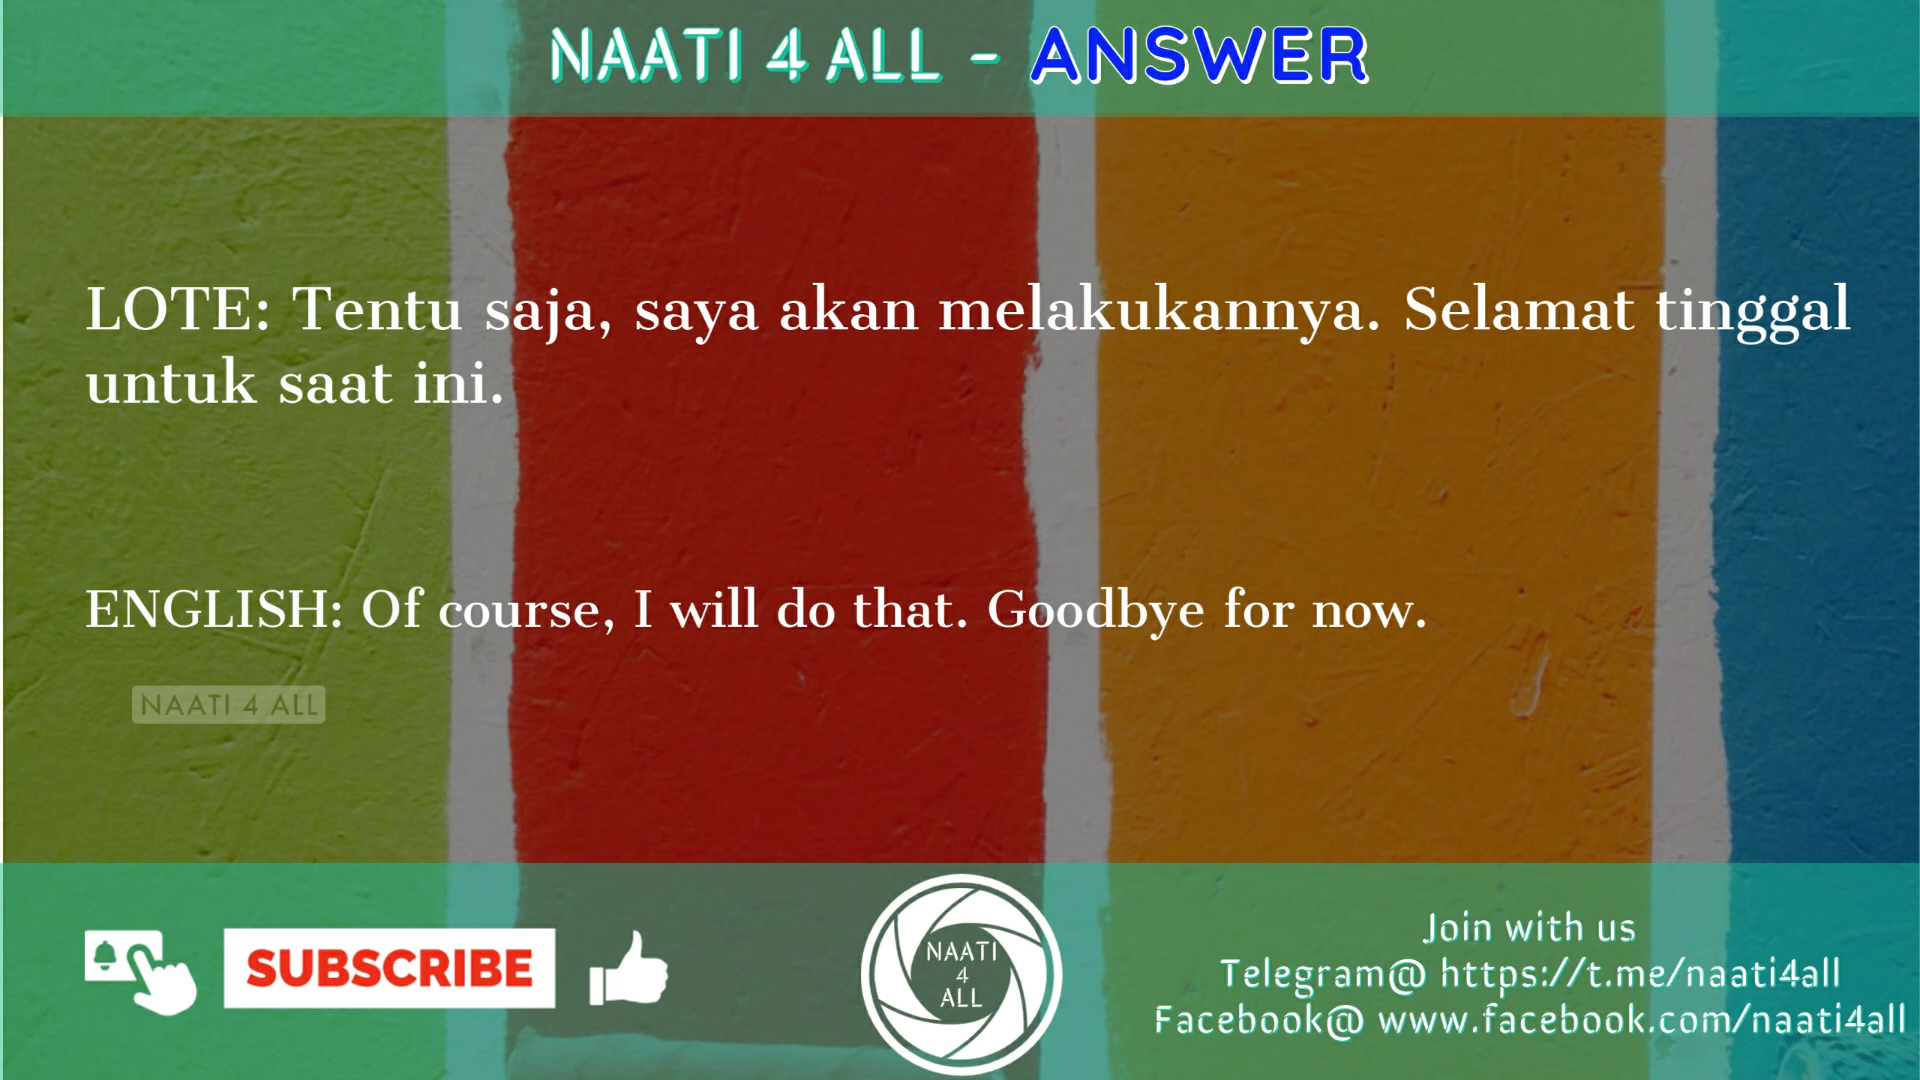 NAATI 4 ALL - ANSWER
LOTE: Tentu saja, saya akan melakukannya. Selamat tinggal
untuk saat ini.
ENGLISH: Of course, I will do that. Goodbye for now.
NAATI 4 ALL
SUBSCRIBE
NAATI
4
ALL
Join with us
Telegram@ https://t.me/naati4all
Facebook@ www.facebook.com/naati4all